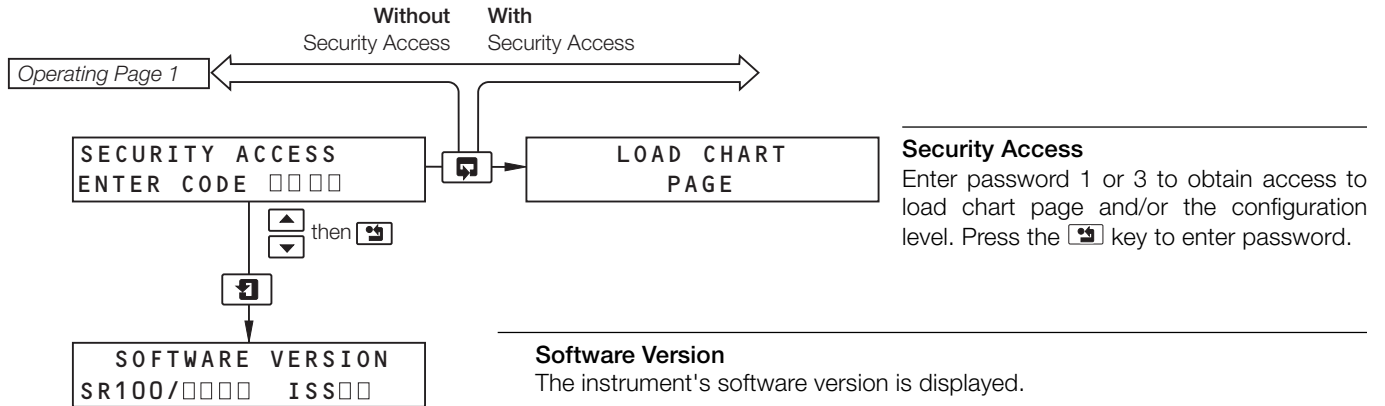 Without With
Security Access Security Access
Operating Page 1
SECURITY ACCESS
ENTER CODE □□□□
LOAD CHART
PAGE
Security Access
Enter password 1 or 3 to obtain access to
load chart page and/or the configuration
level. Press the key to enter password.
then
SOFTWARE VERSION
SR100/□□□□ ISS□□
Software Version
The instrument's software version is displayed.